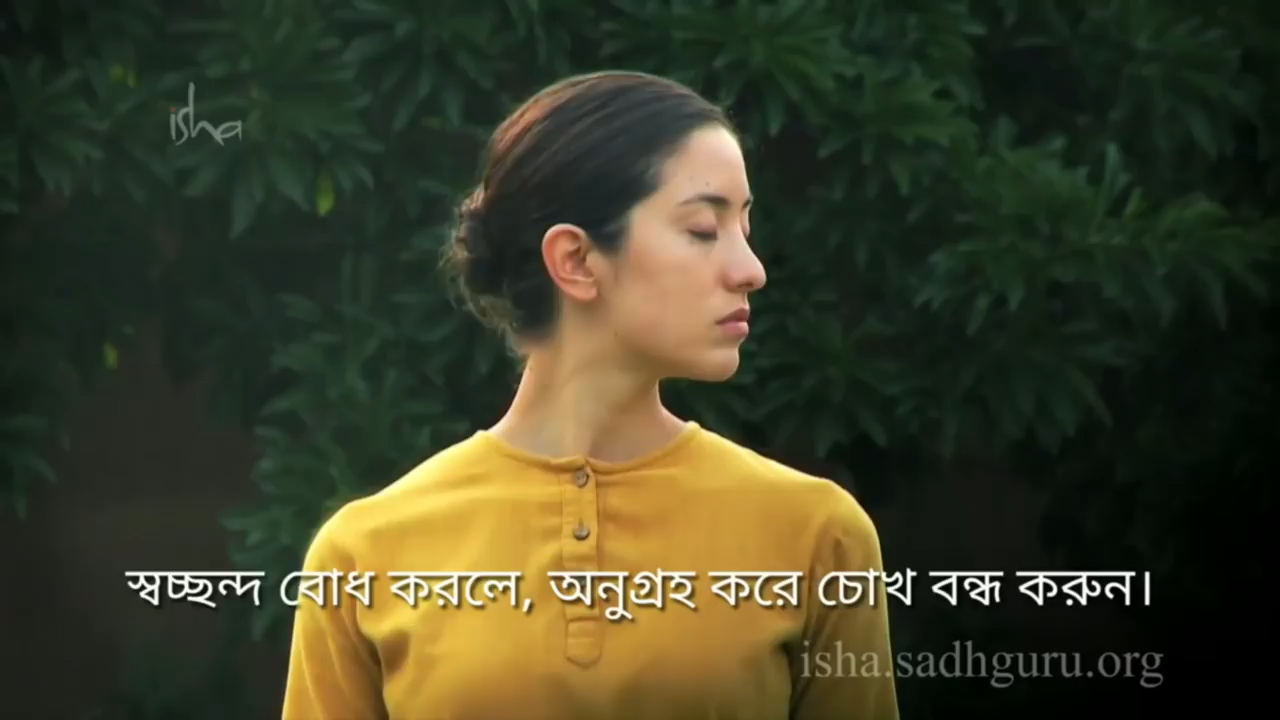 isha
স্বচ্ছন্দ বোধ করলে, অনুগ্রহ করে চোখ বন্ধ করুন।
isha.sadhguru.org